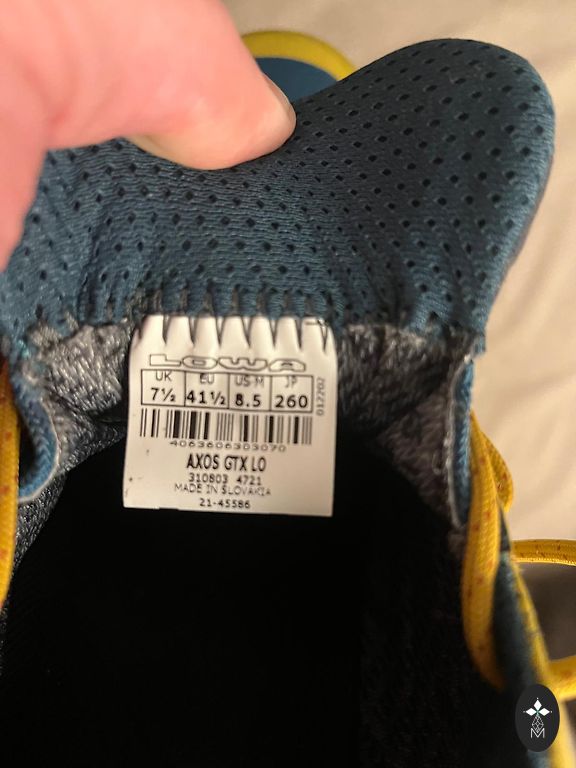 LOWA
UK EU US-M JP
7½ 41½ 8.5 260
012202
4063606303070
AXOS GTX LO
310803 4721
MADE IN SLOVAKIA
21-45586
M